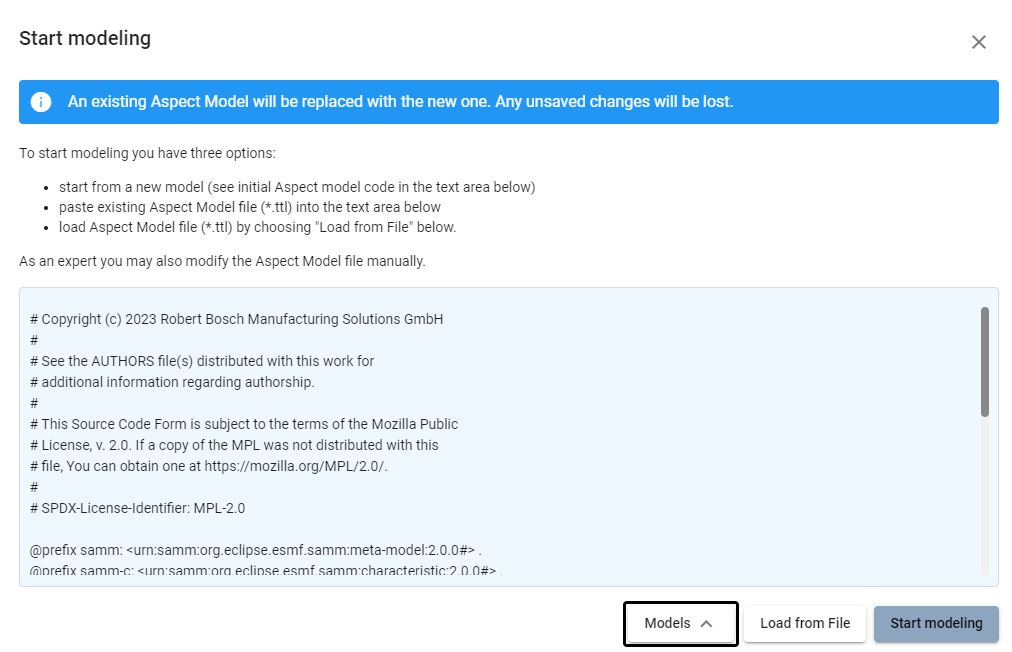 Start modeling
An existing Aspect Model will be replaced with the new one. Any unsaved changes will be lost.
To start modeling you have three options:
• start from a new model (see initial Aspect model code in the text area below)
• paste existing Aspect Model file (*.ttl) into the text area below
• load Aspect Model file (*.ttl) by choosing "Load from File" below.
As an expert you may also modify the Aspect Model file manually.
# Copyright (c) 2023 Robert Bosch Manufacturing Solutions GmbH
#
# See the AUTHORS file(s) distributed with this work for
# additional information regarding authorship.
#
# This Source Code Form is subject to the terms of the Mozilla Public
# License, v. 2.0. If a copy of the MPL was not distributed with this
# file, You can obtain one at https://mozilla.org/MPL/2.0/.
#
# SPDX-License-Identifier: MPL-2.0
@prefix samm: <urn:samm:org.eclipse.esmf.samm:meta-model:2.0.0#> .
@prefix samm-c: <urn:samm:org.eclipse.esmf.samm:characteristic:2.0.0#> .
Models
Load from File
Start modeling